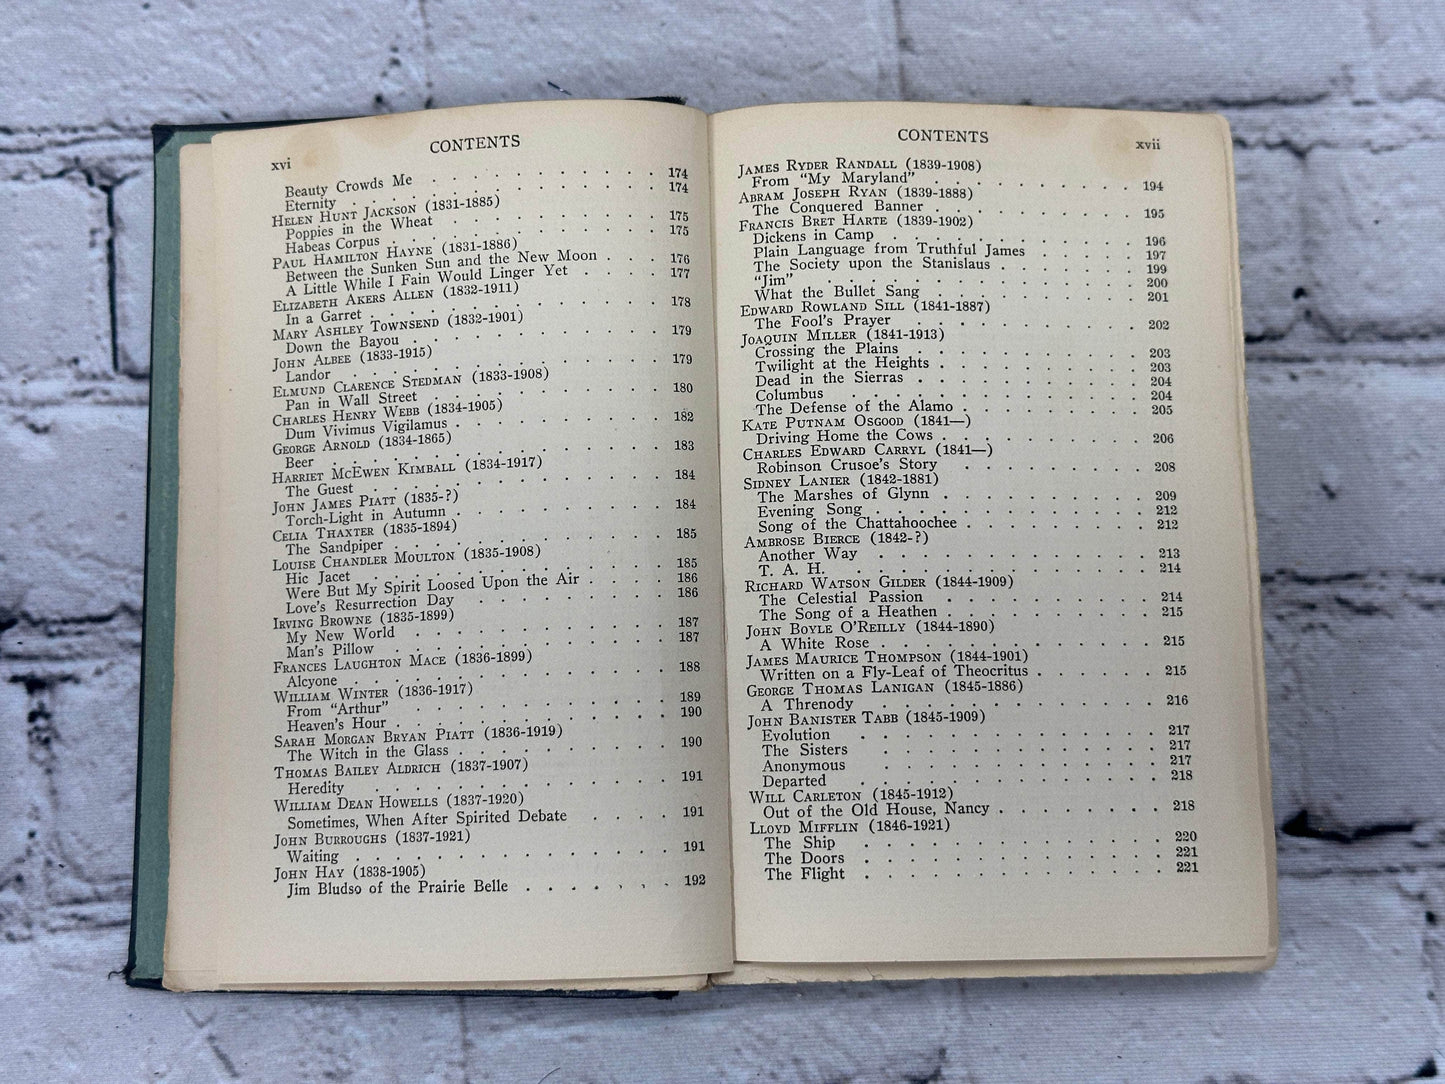 xvi
CONTENTS
Beauty Crowds Me . . . . . . . . . . . . 174
Eternity . . . . . . . . . . . . 174
HELEN HUNT JACKSON (1831-1885)
Poppies in the Wheat . . . . . . . . . . 175
Habeas Corpus . . . . . . . . . . . . 175
PAUL HAMILTON HAYNE (1831-1886)
Between the Sunken Sun and the New Moon . . . 176
A Little While I Fain Would Linger Yet . . . . 177
ELIZABETH AKERS ALLEN (1832-1911)
In a Garret . . . . . . . . . . . . 178
MARY ASHLEY TOWNSEND (1832-1901)
Down the Bayou . . . . . . . . . . . 179
JOHN ALBEE (1833-1915)
Landor . . . . . . . . . . . . 179
ELMUND CLARENCE STEDMAN (1833-1908)
Pan in Wall Street . . . . . . . . . . 180
CHARLES HENRY WEBB (1834-1905)
Dum Vivimus Vigilamus . . . . . . . . . 182
GEORGE ARNOLD (1834-1865)
Beer . . . . . . . . . . . . . 183
HARRIET MCEWEN KIMBALL (1834-1917)
The Guest . . . . . . . . . . . . 184
JOHN JAMES PIATT (1835-?)
Torch-Light in Autumn . . . . . . . . . 184
CELIA THAXTER (1835-1894)
The Sandpiper . . . . . . . . . . . 185
LOUISE CHANDLER MOULTON (1835-1908)
Hic Jacet . . . . . . . . . . . . 185
Were But My Spirit Loosed Upon the Air . . . . 186
Love's Resurrection Day . . . . . . . . 186
IRVING BROWNE (1835-1899)
My New World . . . . . . . . . . . 187
Man's Pillow . . . . . . . . . . . 187
FRANCES LAUGHTON MACE (1836-1899)
Alcyone . . . . . . . . . . . . 188
WILLIAM WINTER (1836-1917)
From "Arthur" . . . . . . . . . . . 189
Heaven's Hour . . . . . . . . . . . 190
SARAH MORGAN BRYAN PIATT (1836-1919)
The Witch in the Glass . . . . . . . . . 190
THOMAS BAILEY ALDRICH (1837-1907)
Heredity . . . . . . . . . . . . 191
WILLIAM DEAN HOWELLS (1837-1920)
Sometimes, When After Spirited Debate . . . . 191
JOHN BURROUGHS (1837-1921)
Waiting . . . . . . . . . . . . 191
JOHN HAY (1838-1905)
Jim Bludso of the Prairie Belle . . . . . . . 192
CONTENTS
xvii
JAMES RYDER RANDALL (1839-1908)
From "My Maryland" . . . . . . . . . 194
ABRAM JOSEPH RYAN (1839-1888)
The Conquered Banner . . . . . . . . . 195
FRANCIS BRET HARTE (1839-1902)
Dickens in Camp . . . . . . . . . . 196
Plain Language from Truthful James . . . . . 197
The Society upon the Stanislaus . . . . . . 199
"Jim" . . . . . . . . . . . . . 200
What the Bullet Sang . . . . . . . . . 201
EDWARD ROWLAND SILL (1841-1887)
The Fool's Prayer . . . . . . . . . . 202
JOAQUIN MILLER (1841-1913)
Crossing the Plains . . . . . . . . . . 203
Twilight at the Heights . . . . . . . . . 203
Dead in the Sierras . . . . . . . . . . 204
Columbus . . . . . . . . . . . . 204
The Defense of the Alamo . . . . . . . . 205
KATE PUTNAM OSGOOD (1841—)
Driving Home the Cows . . . . . . . . . 206
CHARLES EDWARD CARRYL (1841—)
Robinson Crusoe's Story . . . . . . . . 208
SIDNEY LANIER (1842-1881)
The Marshes of Glynn . . . . . . . . . 209
Evening Song . . . . . . . . . . . 212
Song of the Chattahoochee . . . . . . . . 212
AMBROSE BIERCE (1842-?)
Another Way . . . . . . . . . . . 213
T. A. H. . . . . . . . . . . . . 214
RICHARD WATSON GILDER (1844-1909)
The Celestial Passion . . . . . . . . . 214
The Song of a Heathen . . . . . . . . . 215
JOHN BOYLE O'REILLY (1844-1890)
A White Rose . . . . . . . . . . . 215
JAMES MAURICE THOMPSON (1844-1901)
Written on a Fly-Leaf of Theocritus . . . . . 215
GEORGE THOMAS LANIGAN (1845-1886)
A Threnody . . . . . . . . . . . 216
JOHN BANISTER TABB (1845-1909)
Evolution . . . . . . . . . . . . 217
The Sisters . . . . . . . . . . . 217
Anonymous . . . . . . . . . . . 217
Departed . . . . . . . . . . . . 218
WILL CARLETON (1845-1912)
Out of the Old House, Nancy . . . . . . . 218
LLOYD MIFFLIN (1846-1921)
The Ship . . . . . . . . . . . . 220
The Doors . . . . . . . . . . . . 221
The Flight . . . . . . . . . . . . 221